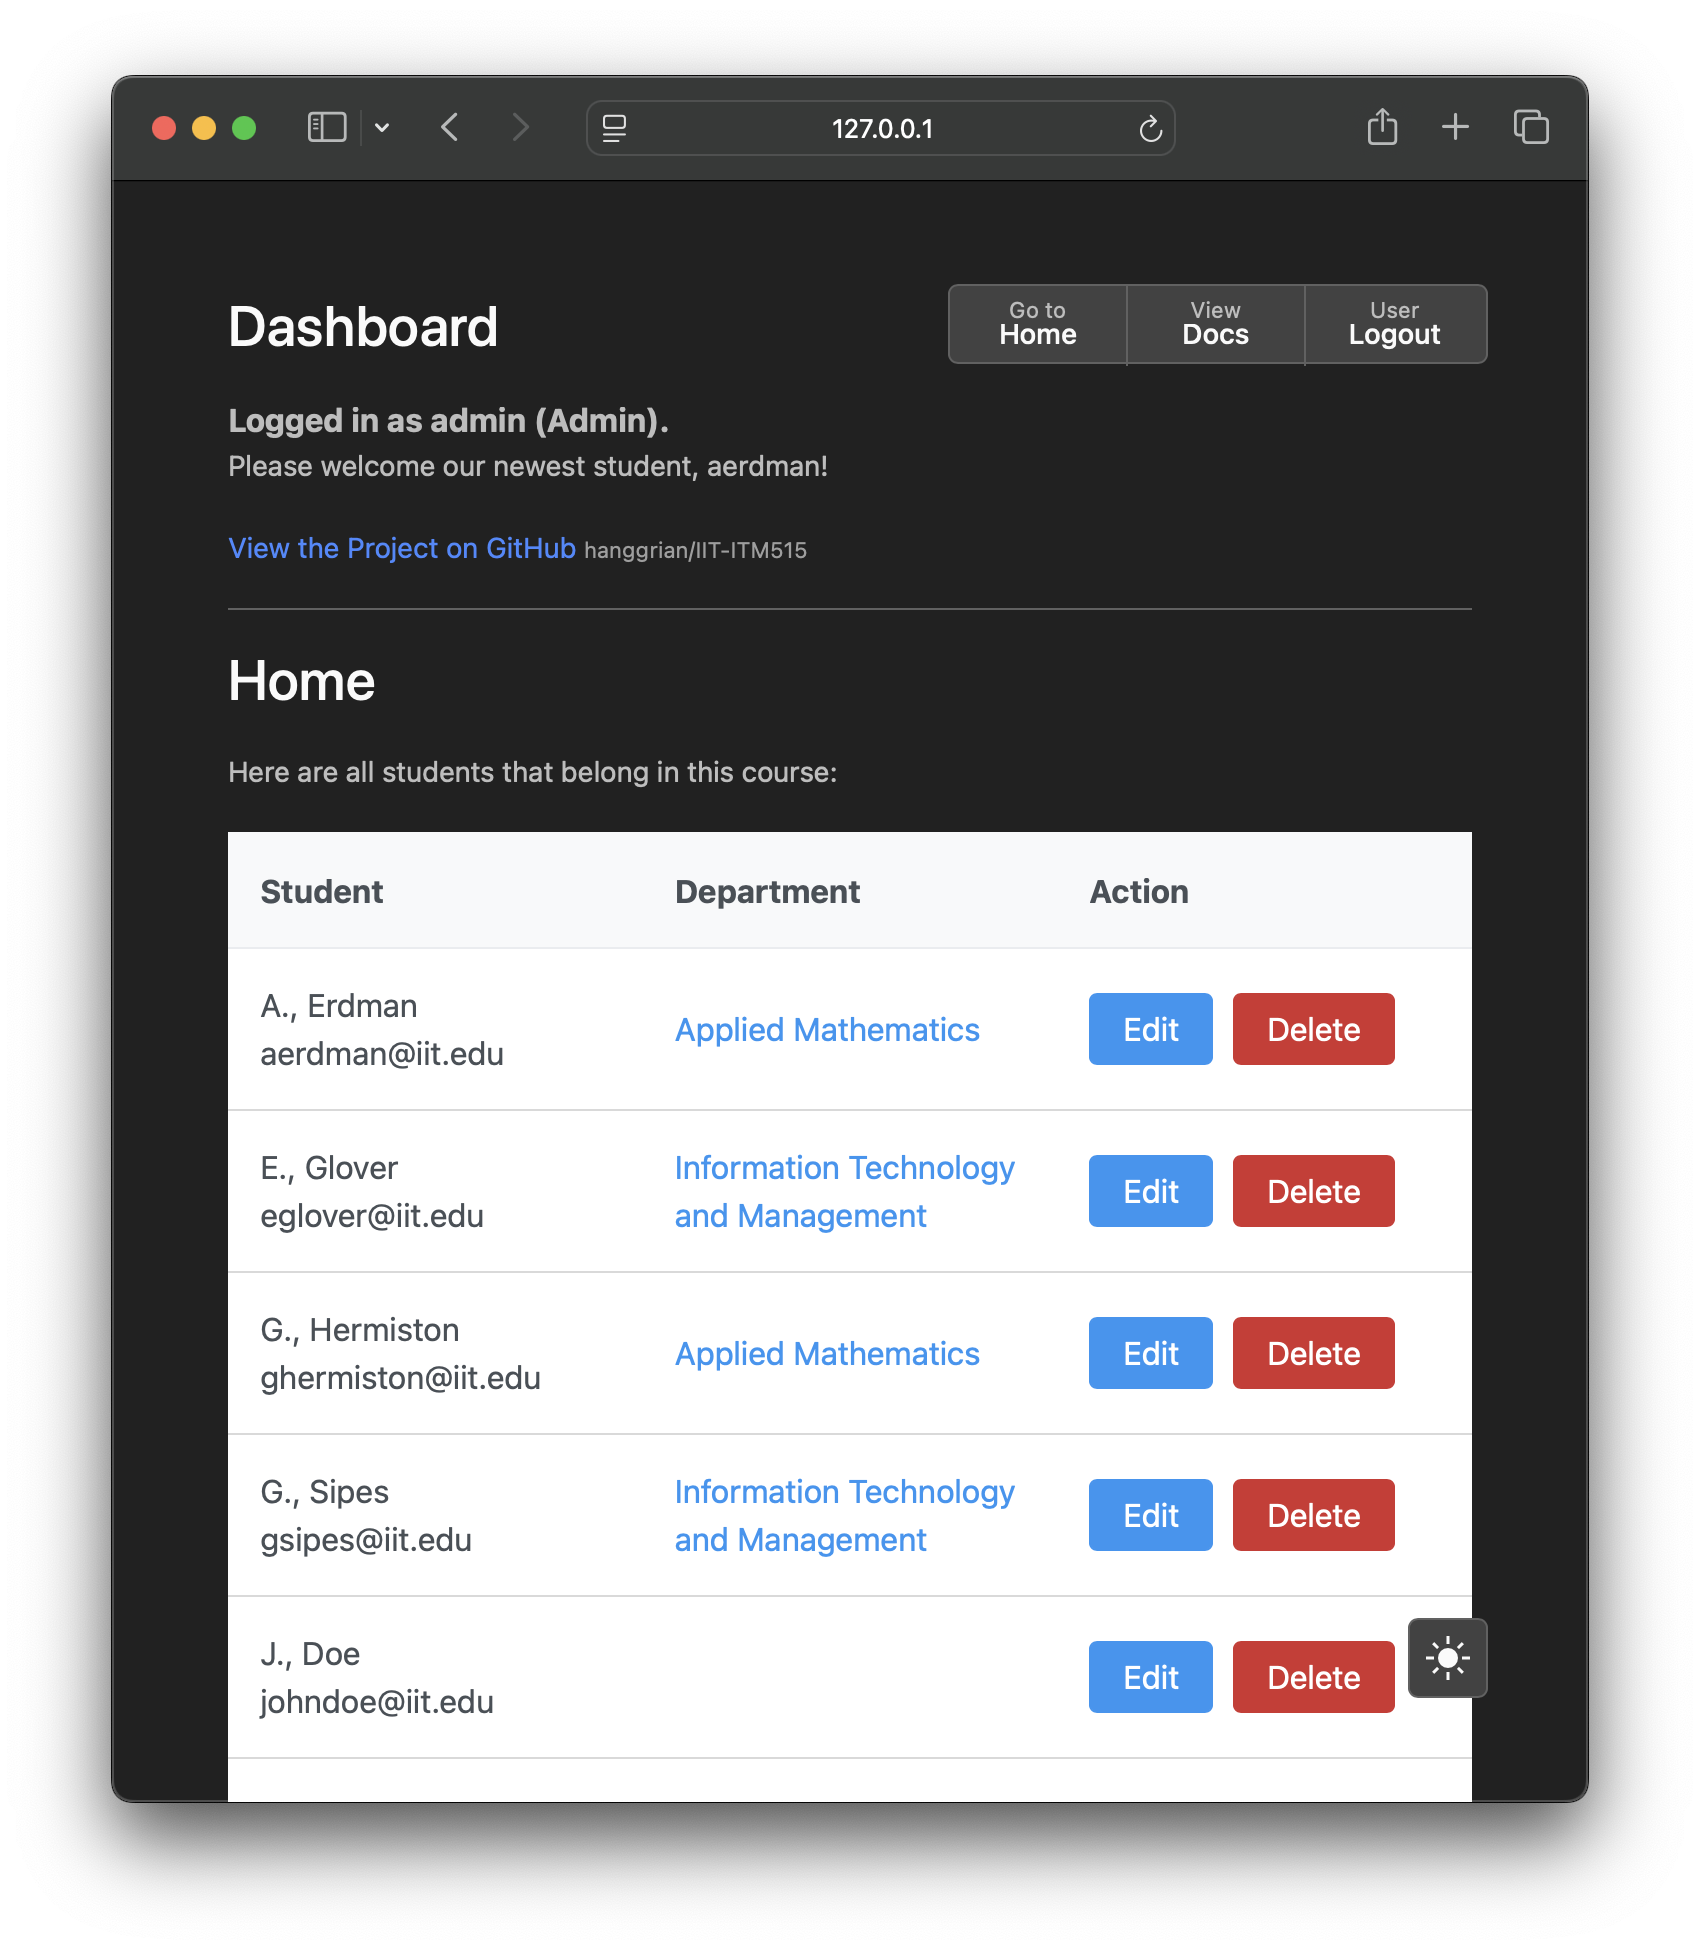 127.0.0.1
Dashboard
Go to
Home
View
Docs
User
Logout
Logged in as admin (Admin).
Please welcome our newest student, aerdman!
View the Project on GitHub hanggrian/IIT-ITM515
Home
Here are all students that belong in this course:
Student Department Action
A., Erdman
aerdman@iit.edu
Applied Mathematics
Edit Delete
E., Glover
eglover@iit.edu
Information Technology
and Management
Edit Delete
G., Hermiston
ghermiston@iit.edu
Applied Mathematics
Edit Delete
G., Sipes
gsipes@iit.edu
Information Technology
and Management
Edit Delete
J., Doe
johndoe@iit.edu
Edit Delete